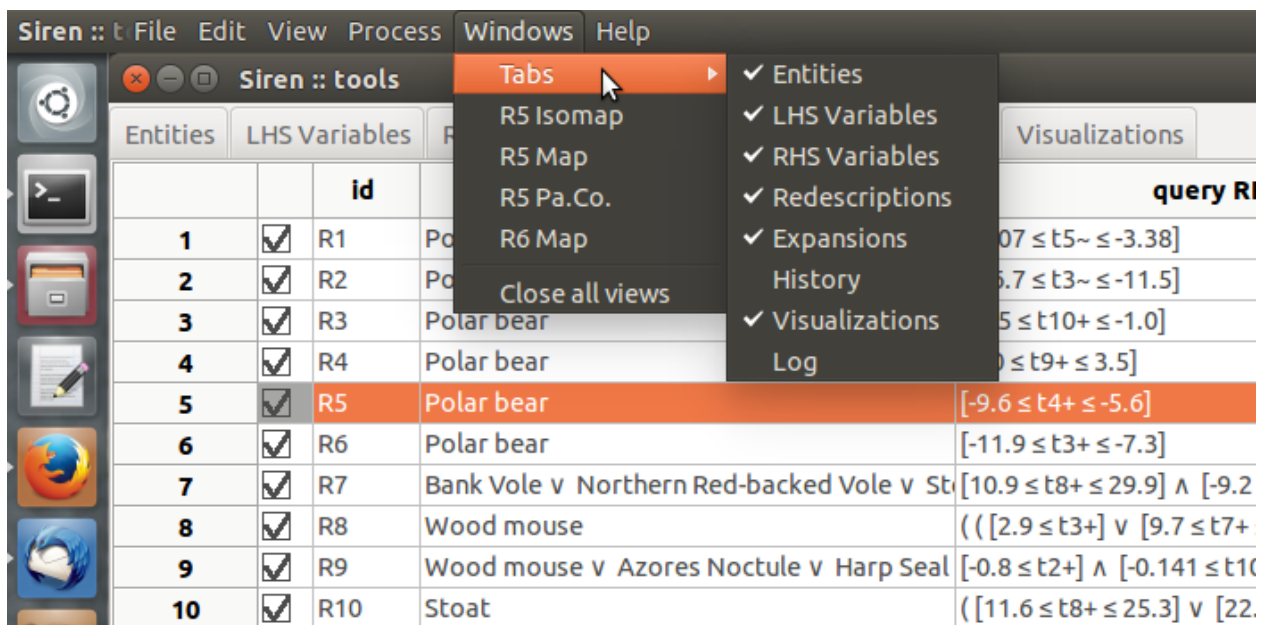 Siren :: t File Edit View Process Windows Help
Siren :: tools
Tabs
✓ Entities
R5 Isomap
✓ LHS Variables
R5 Map
✓ RHS Variables
R5 Pa.Co.
✓ Redescriptions
R6 Map
✓ Expansions
History
Close all views
✓ Visualizations
Log
Entities LHS Variables R Visualizations
id query RH
1 R1 Po 07 ≤ t5~ ≤ -3.38]
2 R2 Po .7 ≤ t3~ ≤ -11.5]
3 R3 Polar bear 5 ≤ t10+ ≤ -1.0]
4 R4 Polar bear ≤ t9+ ≤ 3.5]
5 R5 Polar bear [-9.6 ≤ t4+ ≤ -5.6]
6 R6 Polar bear [-11.9 ≤ t3+ ≤ -7.3]
7 R7 Bank Vole ∨ Northern Red-backed Vole ∨ Sto [10.9 ≤ t8+ ≤ 29.9] ∧ [-9.2
8 R8 Wood mouse ( ( [2.9 ≤ t3+] ∨ [9.7 ≤ t7+
9 R9 Wood mouse ∨ Azores Noctule ∨ Harp Seal [-0.8 ≤ t2+] ∧ [-0.141 ≤ t10
10 R10 Stoat ( [11.6 ≤ t8+ ≤ 25.3] ∨ [22.